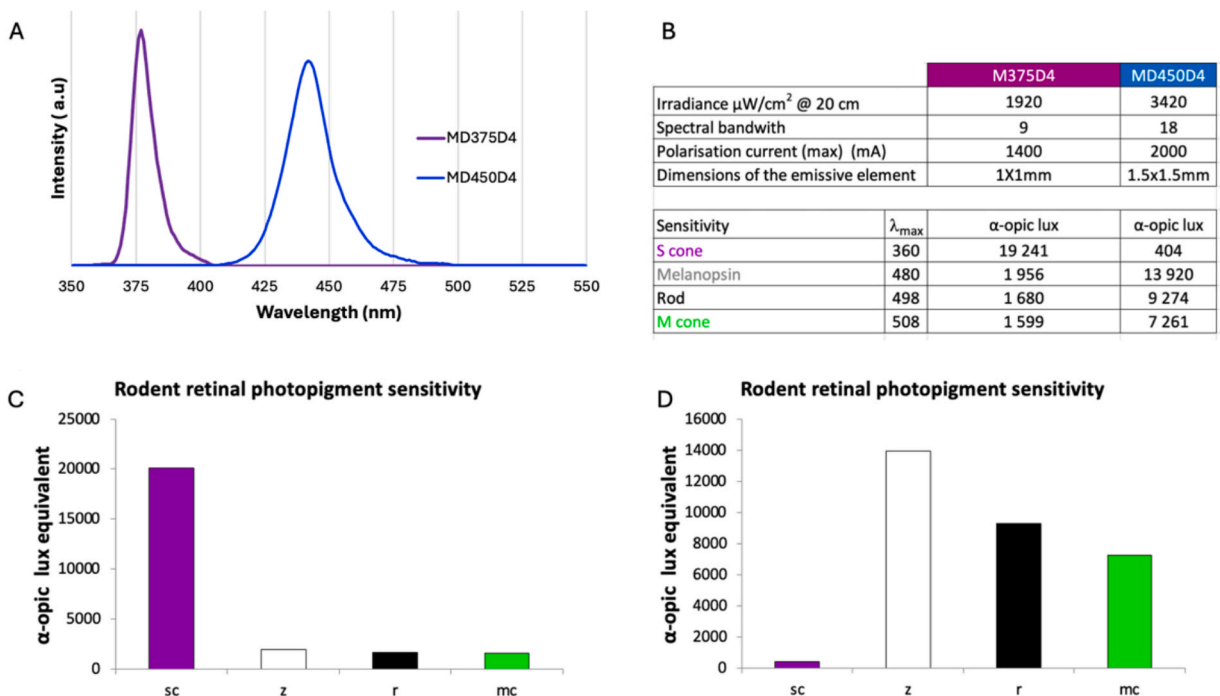 A
Intensity ( a.u)
MD375D4
MD450D4
350 375 400 425 450 475 500 525 550
Wavelength (nm)
B
M375D4 MD450D4
Irradiance µW/cm² @ 20 cm 1920 3420
Spectral bandwith 9 18
Polarisation current (max) (mA) 1400 2000
Dimensions of the emissive element 1X1mm 1.5x1.5mm
Sensitivity λmax α-opic lux α-opic lux
S cone 360 19 241 404
Melanopsin 480 1 956 13 920
Rod 498 1 680 9 274
M cone 508 1 599 7 261
C
Rodent retinal photopigment sensitivity
α-opic lux equivalent
25000
20000
15000
10000
5000
0
sc z r mc
D
Rodent retinal photopigment sensitivity
α-opic lux equivalent
16000
14000
12000
10000
8000
6000
4000
2000
0
sc z r mc